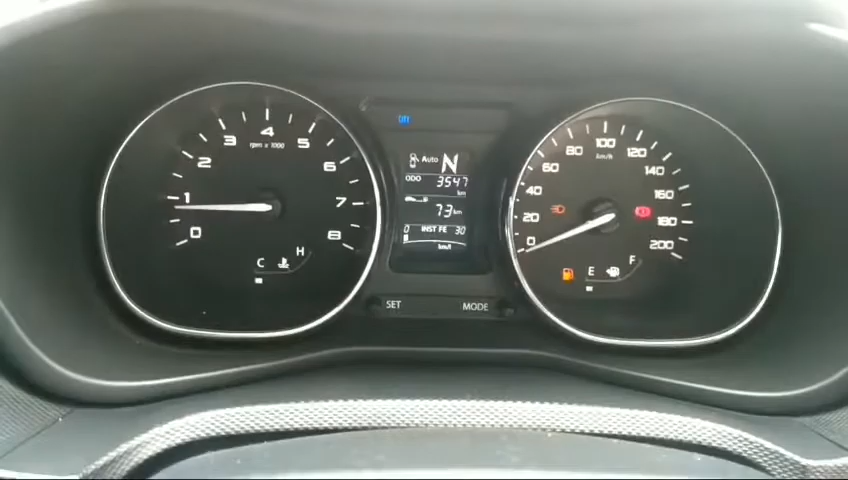 0
1
2
3
4
5
6
7
8
rpm x 1000
C
H
Auto N
ODO 3547
km
73 km
0 INST FE 30
km/l
SET
MODE
0
20
40
60
80
100
120
140
160
180
200
km/h
E
F